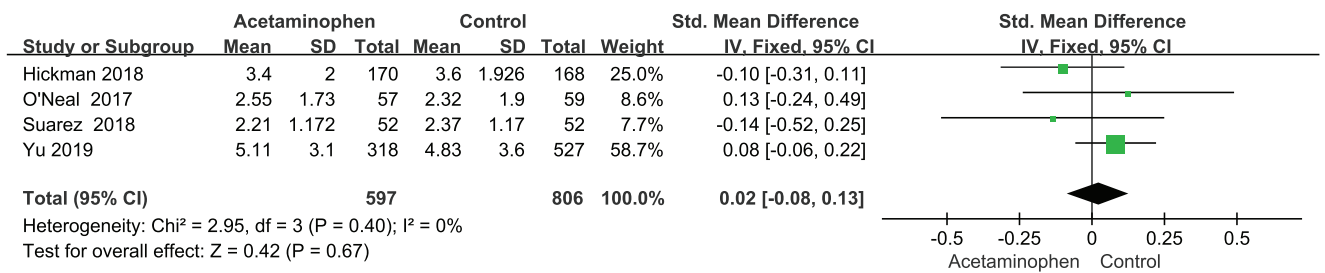 Acetaminophen Control Std. Mean Difference Std. Mean Difference
Study or Subgroup Mean SD Total Mean SD Total Weight IV, Fixed, 95% CI IV, Fixed, 95% CI
Hickman 2018 3.4 2 170 3.6 1.926 168 25.0% -0.10 [-0.31, 0.11]
O'Neal 2017 2.55 1.73 57 2.32 1.9 59 8.6% 0.13 [-0.24, 0.49]
Suarez 2018 2.21 1.172 52 2.37 1.17 52 7.7% -0.14 [-0.52, 0.25]
Yu 2019 5.11 3.1 318 4.83 3.6 527 58.7% 0.08 [-0.06, 0.22]
Total (95% CI) 597 806 100.0% 0.02 [-0.08, 0.13]
Heterogeneity: Chi² = 2.95, df = 3 (P = 0.40); I² = 0%
Test for overall effect: Z = 0.42 (P = 0.67)
-0.5 -0.25 0 0.25 0.5
Acetaminophen Control